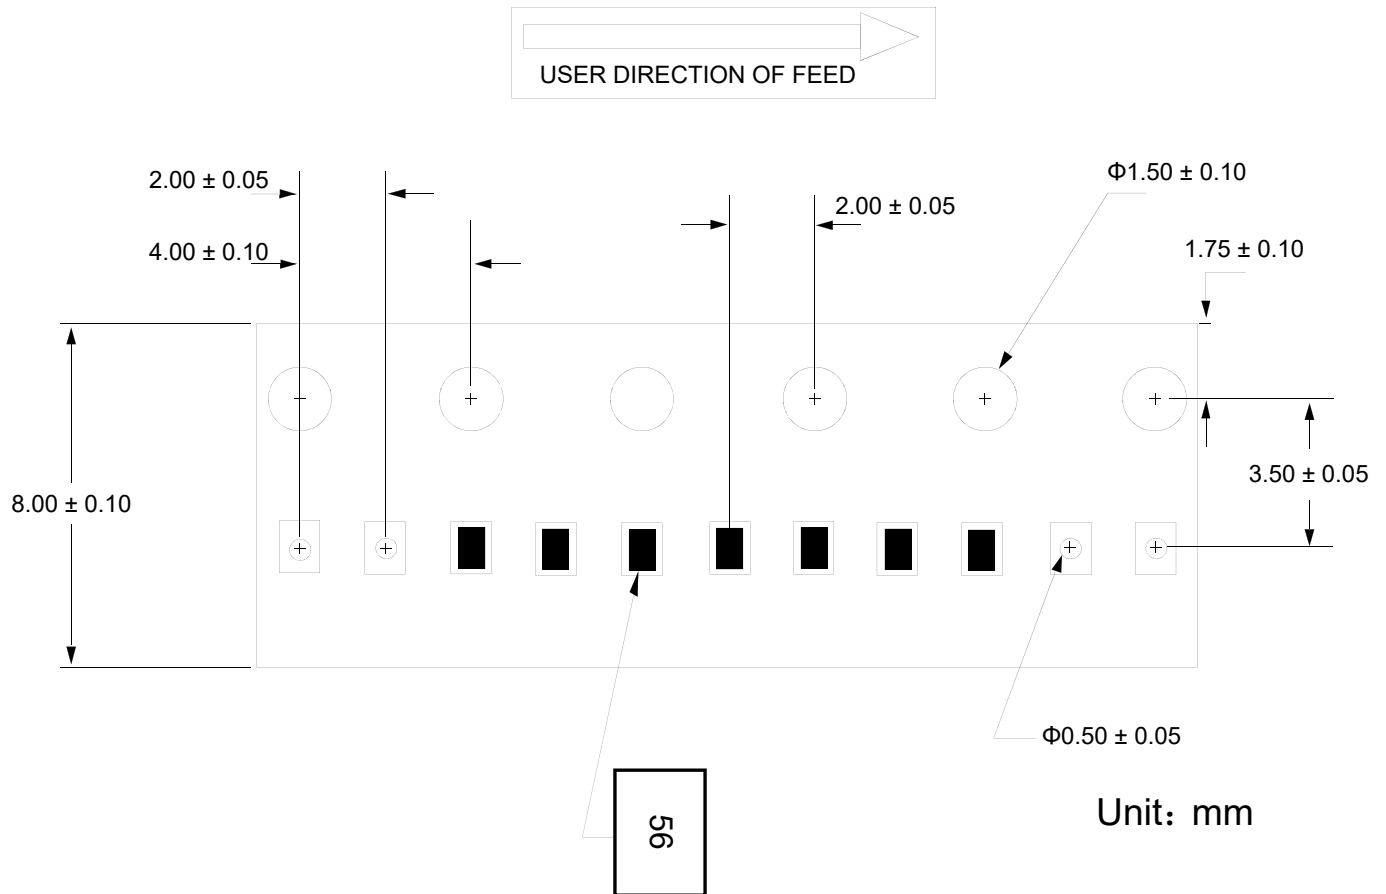 USER DIRECTION OF FEED
2.00 ± 0.05
Φ1.50 ± 0.10
2.00 ± 0.05
4.00 ± 0.10
1.75 ± 0.10
8.00 ± 0.10
3.50 ± 0.05
Φ0.50 ± 0.05
Unit: mm
56